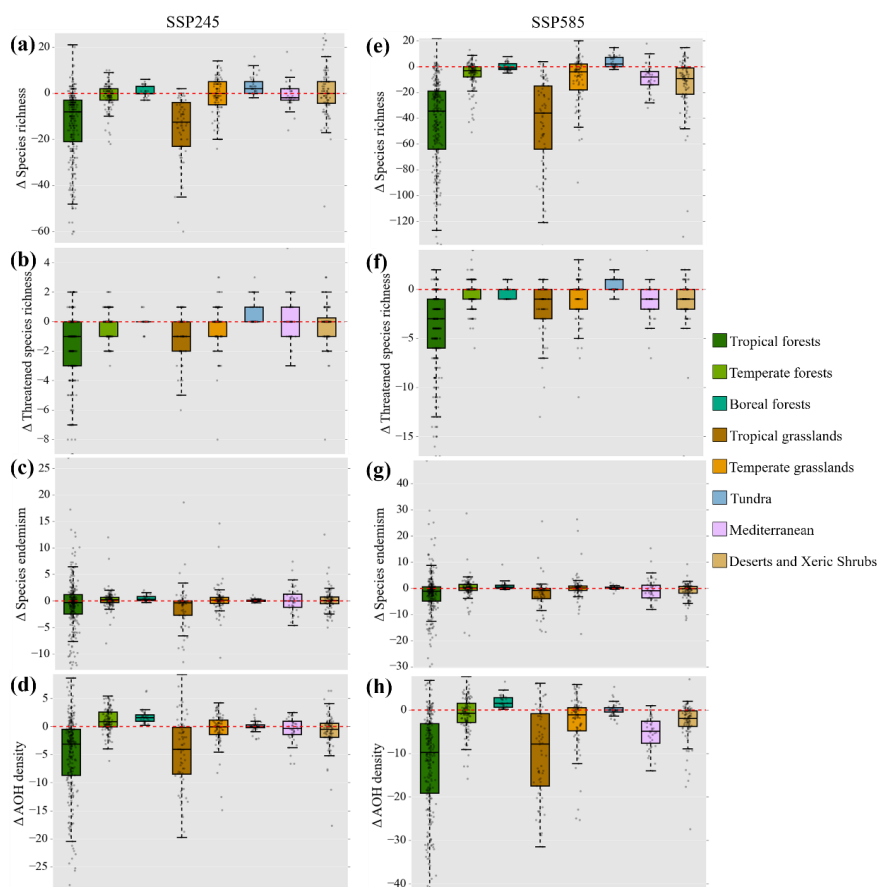 SSP245
SSP585
(a)
20
0
−20
−40
−60
Δ Species richness
(e)
20
0
−20
−40
−60
−80
−100
−120
Δ Species richness
(b)
4
2
0
−2
−4
−6
−8
Δ Threatened species richness
(f)
0
−5
−10
−15
Δ Threatened species richness
(c)
25
20
15
10
5
0
−5
−10
Δ Species endemism
(g)
40
30
20
10
0
−10
−20
−30
Δ Species endemism
(d)
5
0
−5
−10
−15
−20
−25
Δ AOH density
(h)
0
−10
−20
−30
−40
Δ AOH density
Tropical forests
Temperate forests
Boreal forests
Tropical grasslands
Temperate grasslands
Tundra
Mediterranean
Deserts and Xeric Shrubs